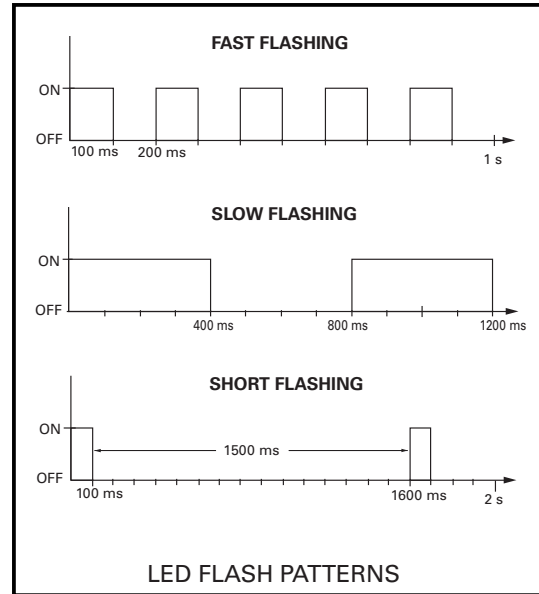 FAST FLASHING
ON
OFF
100 ms 200 ms 1 s
SLOW FLASHING
ON
OFF
400 ms 800 ms 1200 ms
SHORT FLASHING
ON
1500 ms
OFF
100 ms 1600 ms 2 s
LED FLASH PATTERNS